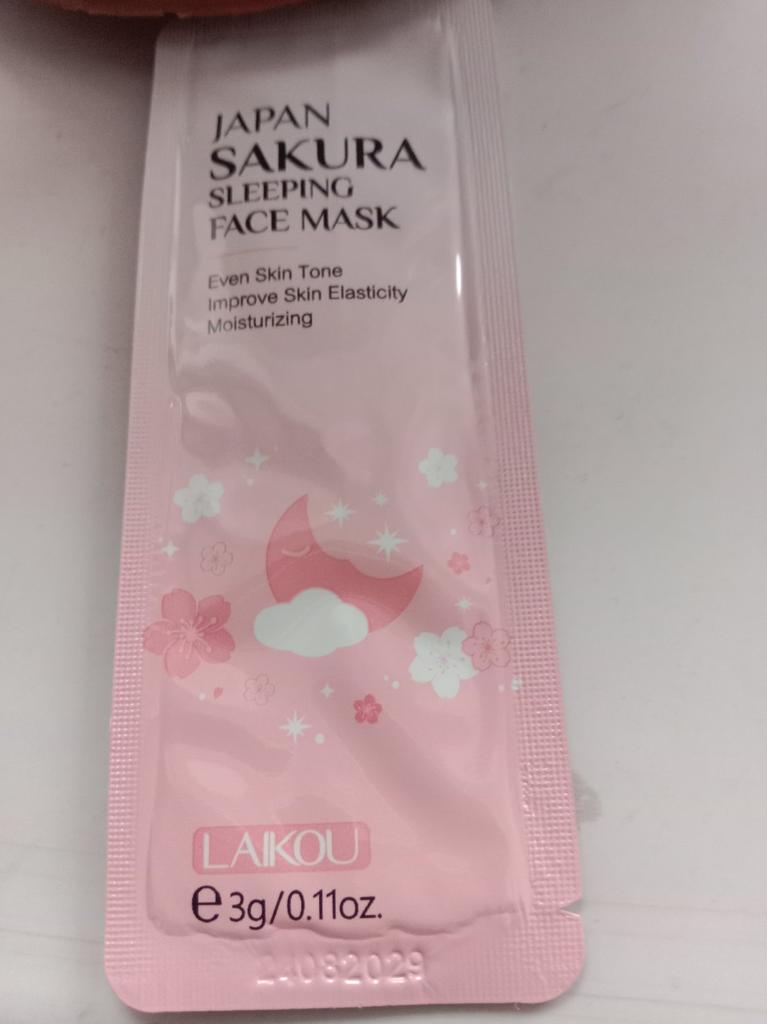 JAPAN
SAKURA
SLEEPING
FACE MASK
Even Skin Tone
Improve Skin Elasticity
Moisturizing
LAIKOU
e 3g/0.11oz.
24082029